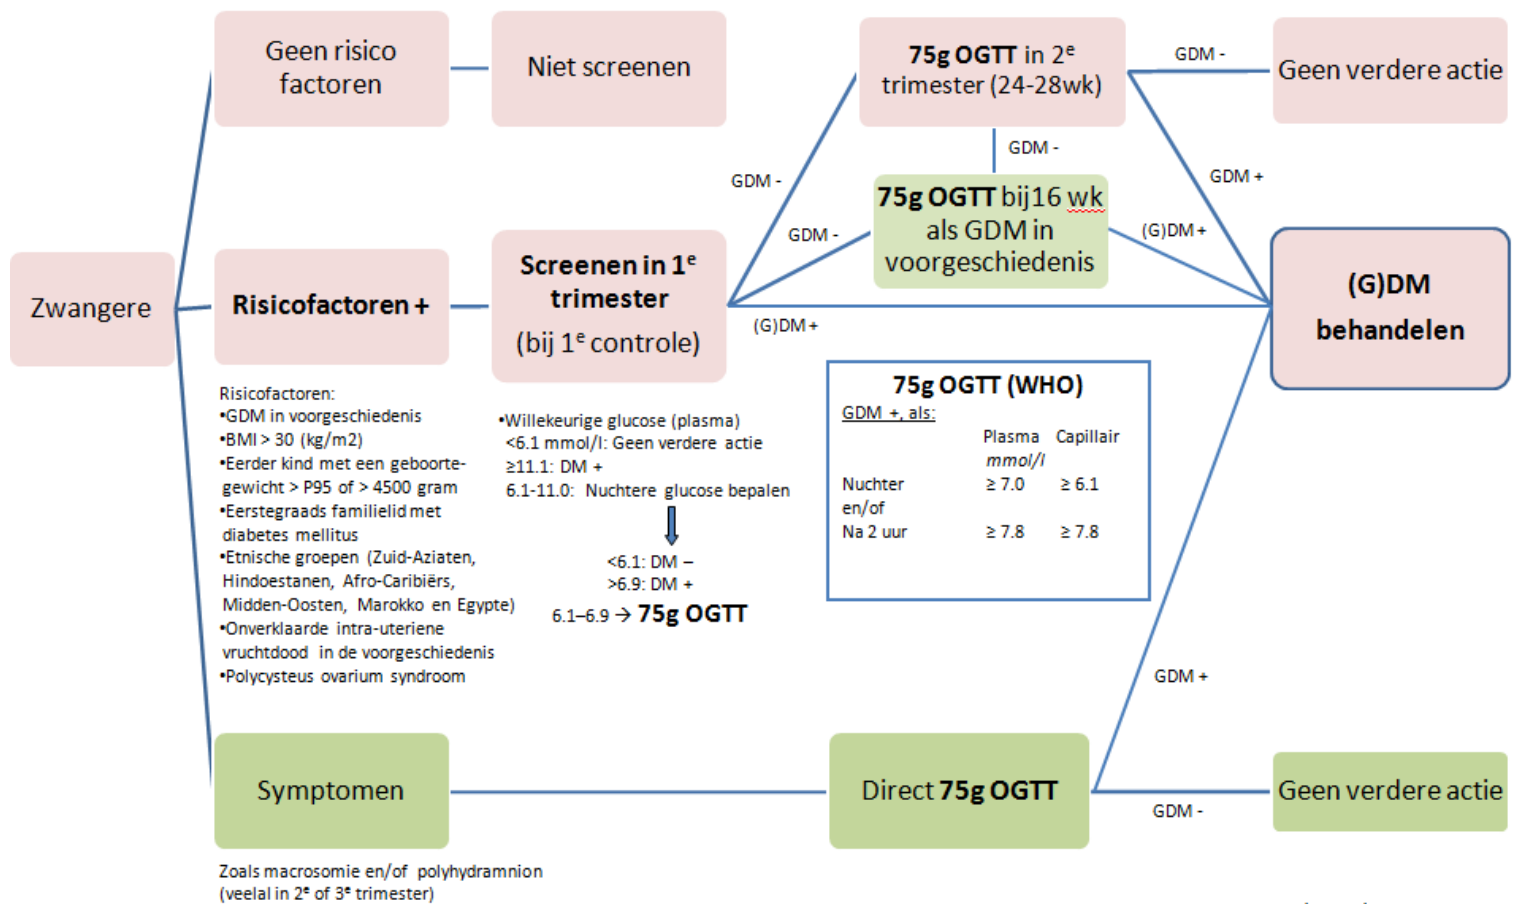 Geen risico
factoren
Niet screenen
75g OGTT in 2e
trimester (24-28wk)
GDM -
Geen verdere actie
GDM -
GDM -
GDM +
75g OGTT bij16 wk
als GDM in
voorgeschiedenis
GDM -
(G)DM +
Zwangere
Risicofactoren +
Screenen in 1e
trimester
(bij 1e controle)
(G)DM +
(G)DM
behandelen
Risicofactoren:
•GDM in voorgeschiedenis
•BMI > 30 (kg/m2)
•Eerder kind met een geboorte-
gewicht > P95 of > 4500 gram
•Eerstegraads familielid met
diabetes mellitus
•Etnische groepen (Zuid-Aziaten,
Hindoestanen, Afro-Caribiërs,
Midden-Oosten, Marokko en Egypte)
•Onverklaarde intra-uteriene
vruchtdood in de voorgeschiedenis
•Polycysteus ovarium syndroom
•Willekeurige glucose (plasma)
<6.1 mmol/l: Geen verdere actie
≥11.1: DM +
6.1-11.0: Nuchtere glucose bepalen
<6.1: DM –
>6.9: DM +
6.1–6.9 → 75g OGTT
75g OGTT (WHO)
GDM +, als:
Plasma Capillair
mmol/l
Nuchter ≥ 7.0 ≥ 6.1
en/of
Na 2 uur ≥ 7.8 ≥ 7.8
GDM +
Symptomen
Direct 75g OGTT
GDM -
Geen verdere actie
Zoals macrosomie en/of polyhydramnion
(veelal in 2e of 3e trimester)